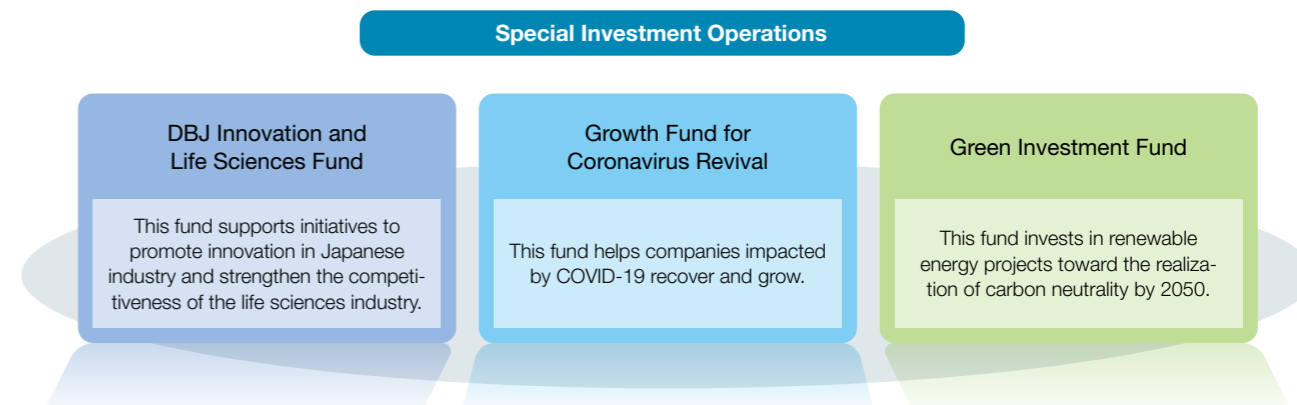 Special Investment Operations
DBJ Innovation and
Life Sciences Fund
This fund supports initiatives to
promote innovation in Japanese
industry and strengthen the competi-
tiveness of the life sciences industry.
Growth Fund for
Coronavirus Revival
This fund helps companies impacted
by COVID-19 recover and grow.
Green Investment Fund
This fund invests in renewable
energy projects toward the realiza-
tion of carbon neutrality by 2050.